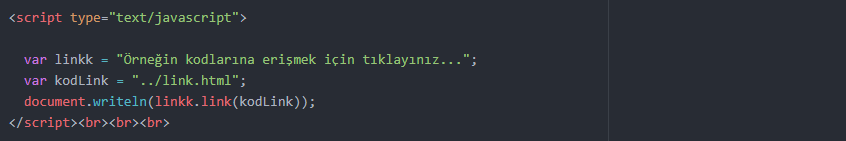 <script type="text/javascript">
var linkk = "Örneğin kodlarına erişmek için tıklayınız...";
var kodLink = "../link.html";
document.writeln(linkk.link(kodLink));
</script><br><br><br>